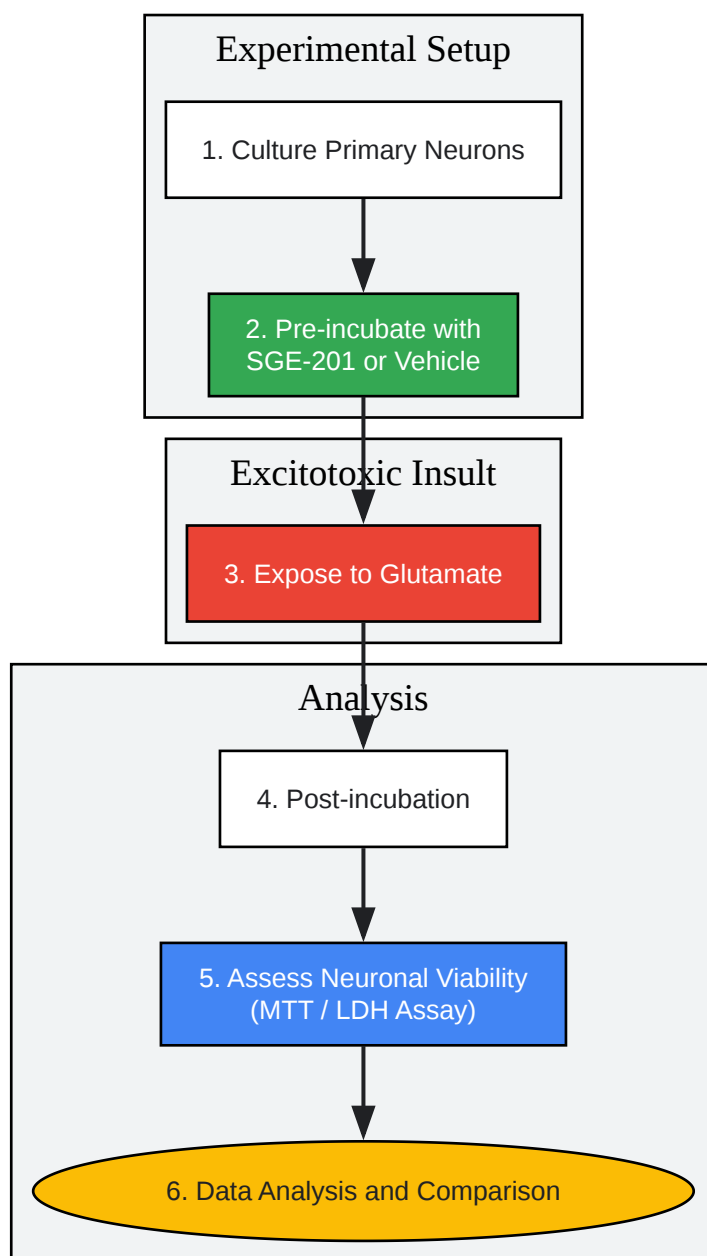 Experimental Setup
1. Culture Primary Neurons
2. Pre-incubate with
SGE-201 or Vehicle
Excitotoxic Insult
3. Expose to Glutamate
Analysis
4. Post-incubation
5. Assess Neuronal Viability
(MTT / LDH Assay)
6. Data Analysis and Comparison